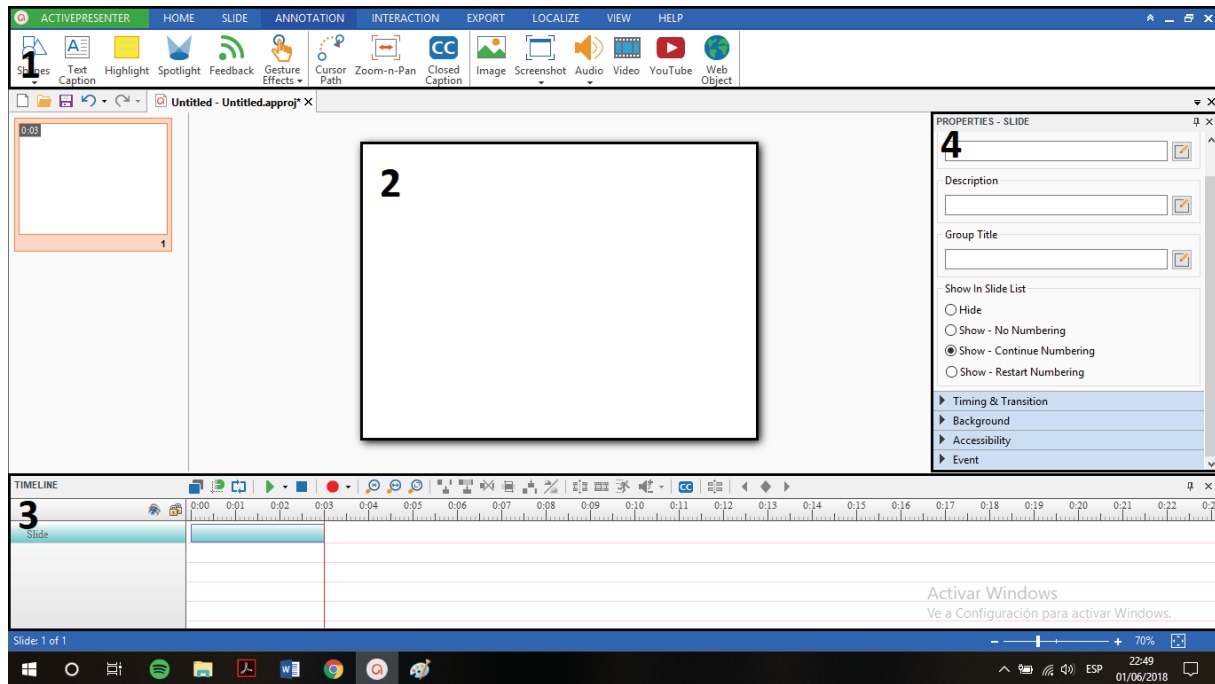 ACTIVEPRESENTER HOME SLIDE ANNOTATION INTERACTION EXPORT LOCALIZE VIEW HELP
1
Shapes Text Caption Highlight Spotlight Feedback Gesture Effects Cursor Path Zoom-n-Pan Closed Caption Image Screenshot Audio Video YouTube Web Object
Untitled - Untitled.approj*
0:03
1
2
PROPERTIES - SLIDE
4
Description
Group Title
Show In Slide List
Hide
Show - No Numbering
Show - Continue Numbering
Show - Restart Numbering
Timing & Transition
Background
Accessibility
Event
TIMELINE
CC
3
0:00 0:01 0:02 0:03 0:04 0:05 0:06 0:07 0:08 0:09 0:10 0:11 0:12 0:13 0:14 0:15 0:16 0:17 0:18 0:19 0:20 0:21 0:22
Slide
Activar Windows
Ve a Configuración para activar Windows.
Slide: 1 of 1
70%
ESP
22:49
01/06/2018